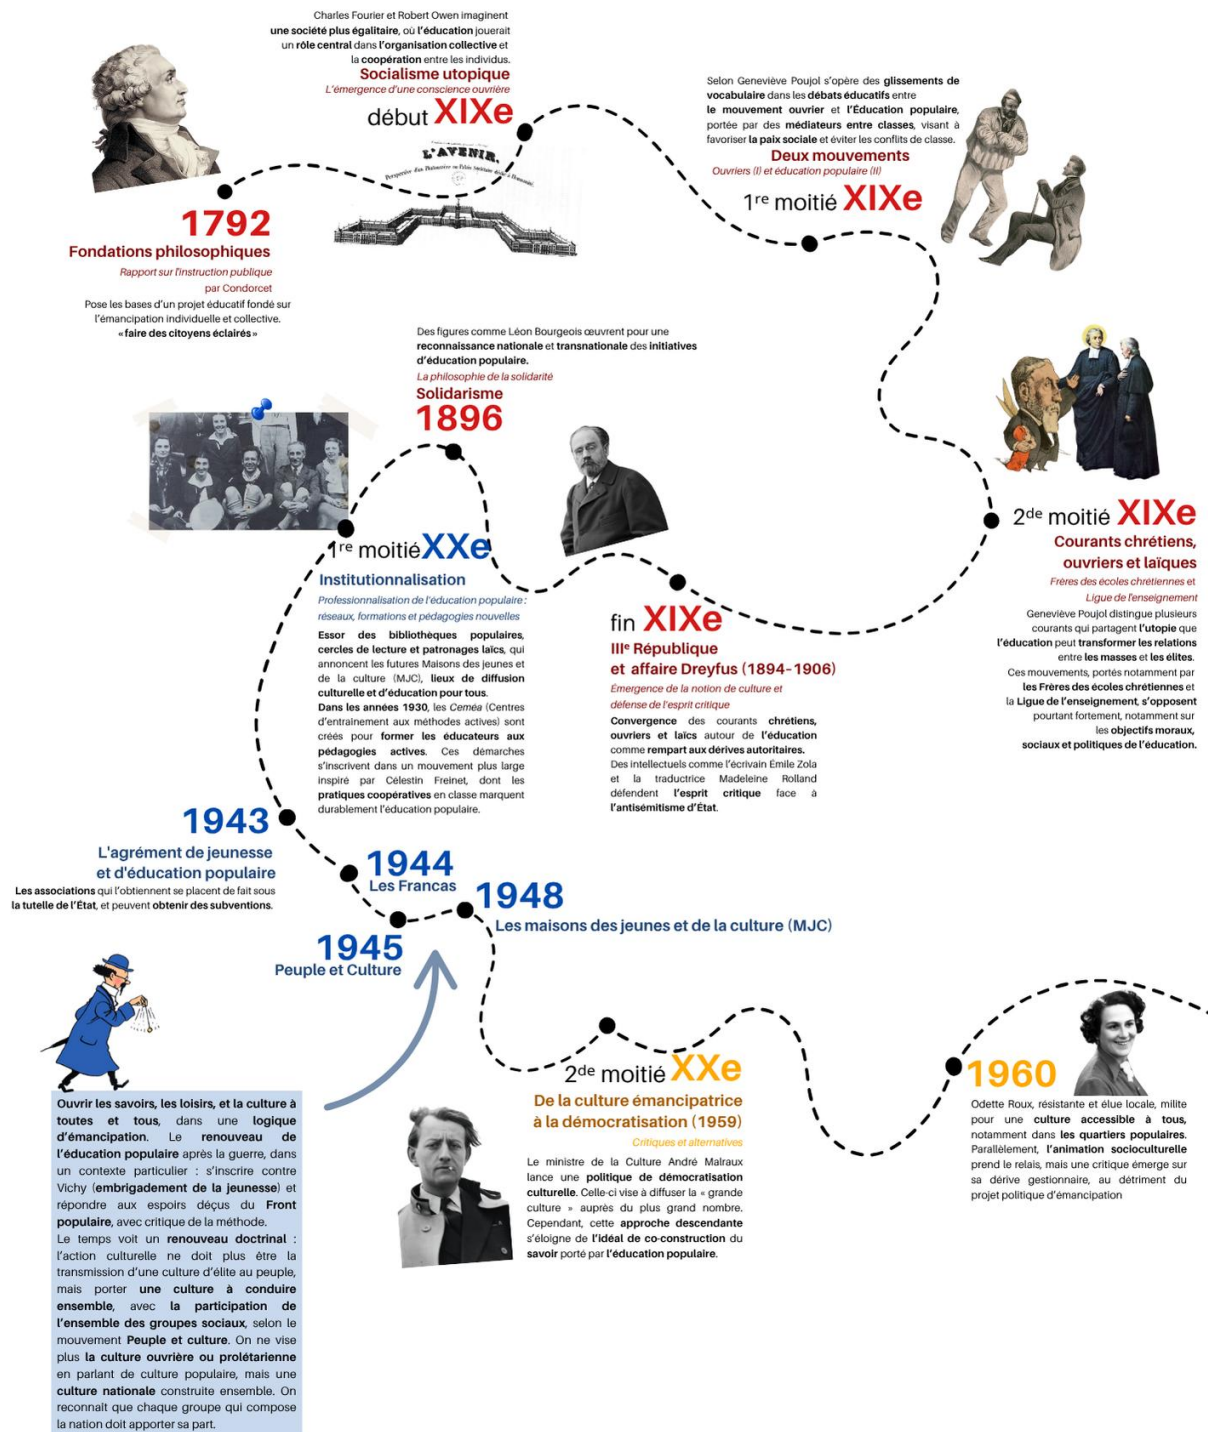 Charles Fourier et Robert Owen imaginent
une société plus égalitaire, où l'éducation jouerait
un rôle central dans l'organisation collective et
la coopération entre les individus.
Socialisme utopique
L'émergence d'une conscience ouvrière
début XIXe
L'AVENIR.
1792
Fondations philosophiques
Rapport sur l'instruction publique
par Condorcet
Pose les bases d'un projet éducatif fondé sur
l'émancipation individuelle et collective.
«faire des citoyens éclairés»
Selon Geneviève Poujol s'opère des glissements de
vocabulaire dans les débats éducatifs entre
le mouvement ouvrier et l'Éducation populaire,
portée par des médiateurs entre classes, visant à
favoriser la paix sociale et éviter les conflits de classe.
Deux mouvements
Ouvriers (I) et éducation populaire (II)
1re moitié XIXe
2de moitié XIXe
Courants chrétiens,
ouvriers et laïques
Frères des écoles chrétiennes et
Ligue de l'enseignement
Geneviève Poujol distingue plusieurs
courants qui partagent l'utopie que
l'éducation peut transformer les relations
entre les masses et les élites.
Ces mouvements, portés notamment par
les Frères des écoles chrétiennes et
la Ligue de l'enseignement, s'opposent
pourtant fortement, notamment sur
les objectifs moraux,
sociaux et politiques de l'éducation.
fin XIXe
IIIe République
et affaire Dreyfus (1894-1906)
Émergence de la notion de culture et
défense de l'esprit critique
Convergence des courants chrétiens,
ouvriers et laïcs autour de l'éducation
comme rempart aux dérives autoritaires.
Des intellectuels comme l'écrivain Émile Zola
et la traductrice Madeleine Rolland
défendent l'esprit critique face à
l'antisémitisme d'État.
Des figures comme Léon Bourgeois œuvrent pour une
reconnaissance nationale et transnationale des initiatives
d'éducation populaire.
La philosophie de la solidarité
Solidarisme
1896
1re moitié XXe
Institutionnalisation
Professionnalisation de l'éducation populaire :
réseaux, formations et pédagogies nouvelles
Essor des bibliothèques populaires,
cercles de lecture et patronages laïcs, qui
annoncent les futures Maisons des jeunes et
de la culture (MJC), lieux de diffusion
culturelle et d'éducation pour tous.
Dans les années 1930, les Ceméa (Centres
d'entraînement aux méthodes actives) sont
créés pour former les éducateurs aux
pédagogies actives. Ces démarches
s'inscrivent dans un mouvement plus large
inspiré par Célestin Freinet, dont les
pratiques coopératives en classe marquent
durablement l'éducation populaire.
1943
L'agrément de jeunesse
et d'éducation populaire
Les associations qui l'obtiennent se placent de fait sous
la tutelle de l'État, et peuvent obtenir des subventions.
1944
Les Francas
1945
Peuple et Culture
1948
Les maisons des jeunes et de la culture (MJC)
Ouvrir les savoirs, les loisirs, et la culture à
toutes et tous, dans une logique
d'émancipation. Le renouveau de
l'éducation populaire après la guerre, dans
un contexte particulier : s'inscrire contre
Vichy (embrigadement de la jeunesse) et
répondre aux espoirs déçus du Front
populaire, avec critique de la méthode.
Le temps voit un renouveau doctrinal :
l'action culturelle ne doit plus être la
transmission d'une culture d'élite au peuple,
mais porter une culture à conduire
ensemble, avec la participation de
l'ensemble des groupes sociaux, selon le
mouvement Peuple et culture. On ne vise
plus la culture ouvrière ou prolétarienne
en parlant de culture populaire, mais une
culture nationale construite ensemble. On
reconnaît que chaque groupe qui compose
la nation doit apporter sa part.
2de moitié XXe
De la culture émancipatrice
à la démocratisation (1959)
Critiques et alternatives
Le ministre de la Culture André Malraux
lance une politique de démocratisation
culturelle. Celle-ci vise à diffuser la « grande
culture » auprès du plus grand nombre.
Cependant, cette approche descendante
s'éloigne de l'idéal de co-construction du
savoir porté par l'éducation populaire.
1960
Odette Roux, résistante et élue locale, milite
pour une culture accessible à tous,
notamment dans les quartiers populaires.
Parallèlement, l'animation socioculturelle
prend le relais, mais une critique émerge sur
sa dérive gestionnaire, au détriment du
projet politique d'émancipation